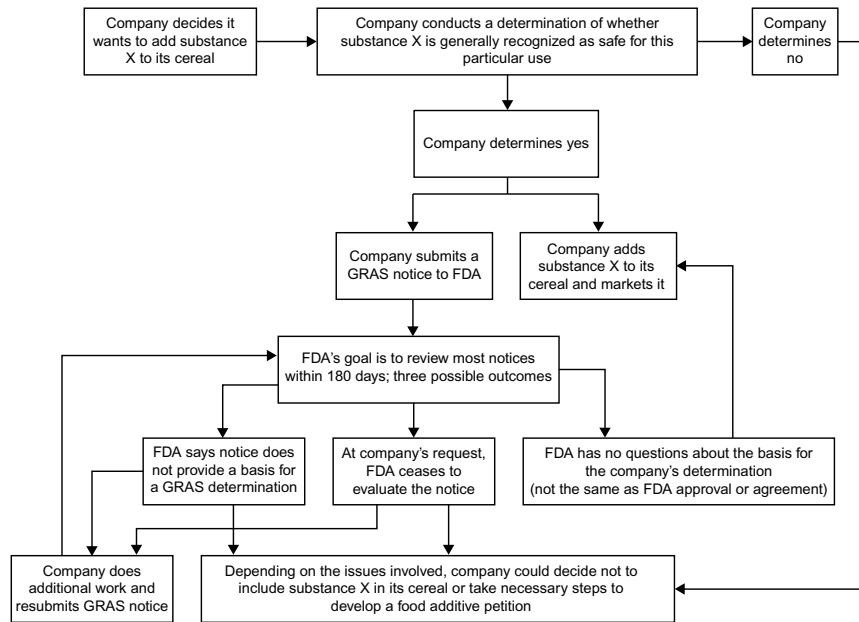 Company decides it
wants to add substance
X to its cereal
Company conducts a determination of whether
substance X is generally recognized as safe for this
particular use
Company
determines
no
Company determines yes
Company submits a
GRAS notice to FDA
Company adds
substance X to its
cereal and markets it
FDA’s goal is to review most notices
within 180 days; three possible outcomes
FDA says notice does
not provide a basis for
a GRAS determination
At company’s request,
FDA ceases to
evaluate the notice
FDA has no questions about the basis for
the company’s determination
(not the same as FDA approval or agreement)
Company does
additional work and
resubmits GRAS notice
Depending on the issues involved, company could decide not to
include substance X in its cereal or take necessary steps to
develop a food additive petition